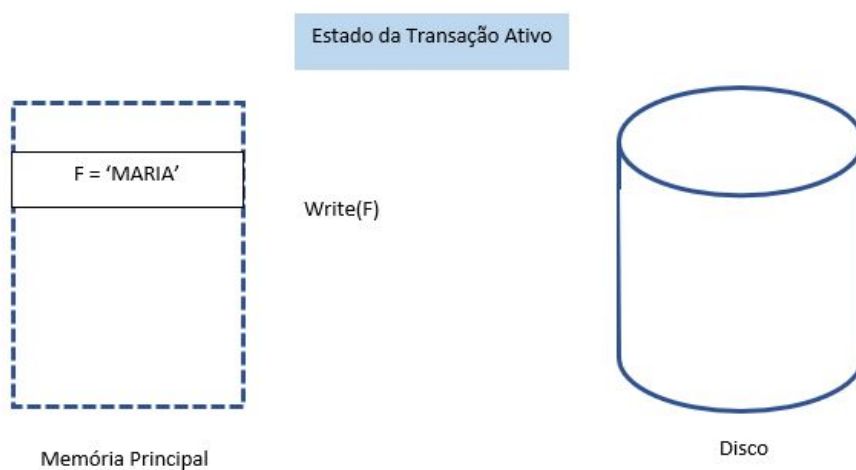 Estado da Transação Ativo
F = ‘MARIA’
Write(F)
Memória Principal
Disco